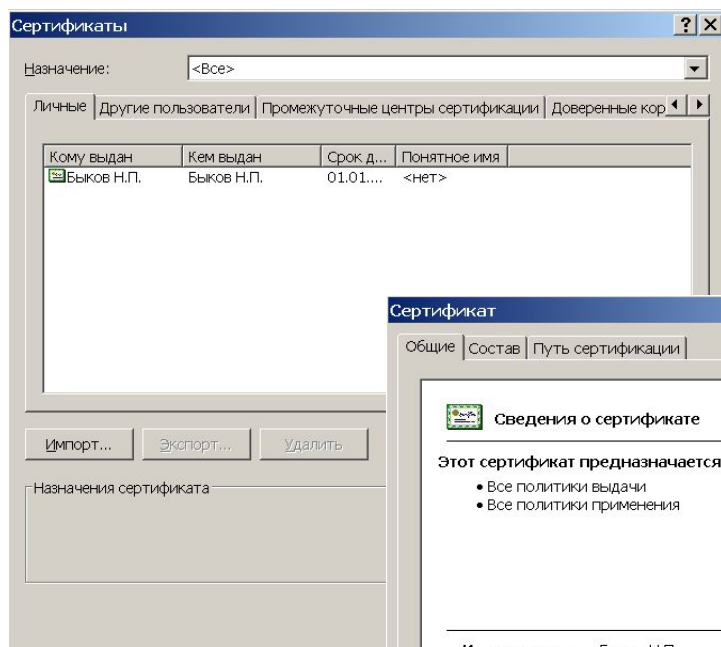 Сертификаты
Назначение: <Все>
Личные Другие пользователи Промежуточные центры сертификации Доверенные кор
Кому выдан Кем выдан Срок д... Понятное имя
Быков Н.П. Быков Н.П. 01.01.... <нет>
Импорт... Экспорт... Удалить
Назначения сертификата
Сертификат
Общие Состав Путь сертификации
Сведения о сертификате
Этот сертификат предназначается
• Все политики выдачи
• Все политики применения